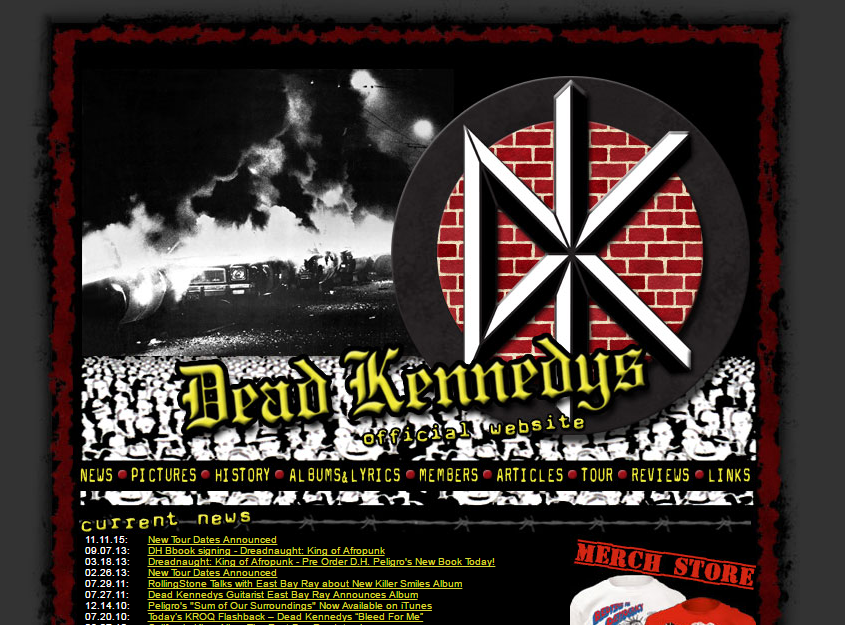 DK
Dead Kennedys
official website
NEWS PICTURES HISTORY ALBUMS&LYRICS MEMBERS ARTICLES TOUR REVIEWS LINKS
current news
11.11.15: New Tour Dates Announced
09.07.13: DH Bbook signing - Dreadnaught: King of Afropunk
03.18.13: Dreadnaught: King of Afropunk - Pre Order D.H. Peligro's New Book Today!
02.26.13: New Tour Dates Announced
07.29.11: RollingStone Talks with East Bay Ray about New Killer Smiles Album
07.27.11: Dead Kennedys Guitarist East Bay Ray Announces Album
12.14.10: Peligro's "Sum of Our Surroundings" Now Available on iTunes
07.20.10: Today's KROQ Flashback – Dead Kennedys "Bleed For Me"
MERCH STORE